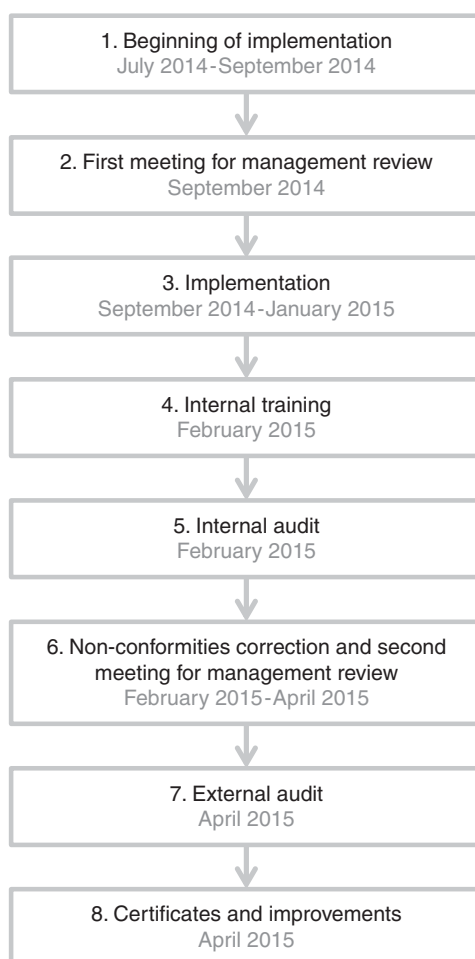 1. Beginning of implementation
July 2014-September 2014
2. First meeting for management review
September 2014
3. Implementation
September 2014-January 2015
4. Internal training
February 2015
5. Internal audit
February 2015
6. Non-conformities correction and second
meeting for management review
February 2015-April 2015
7. External audit
April 2015
8. Certificates and improvements
April 2015